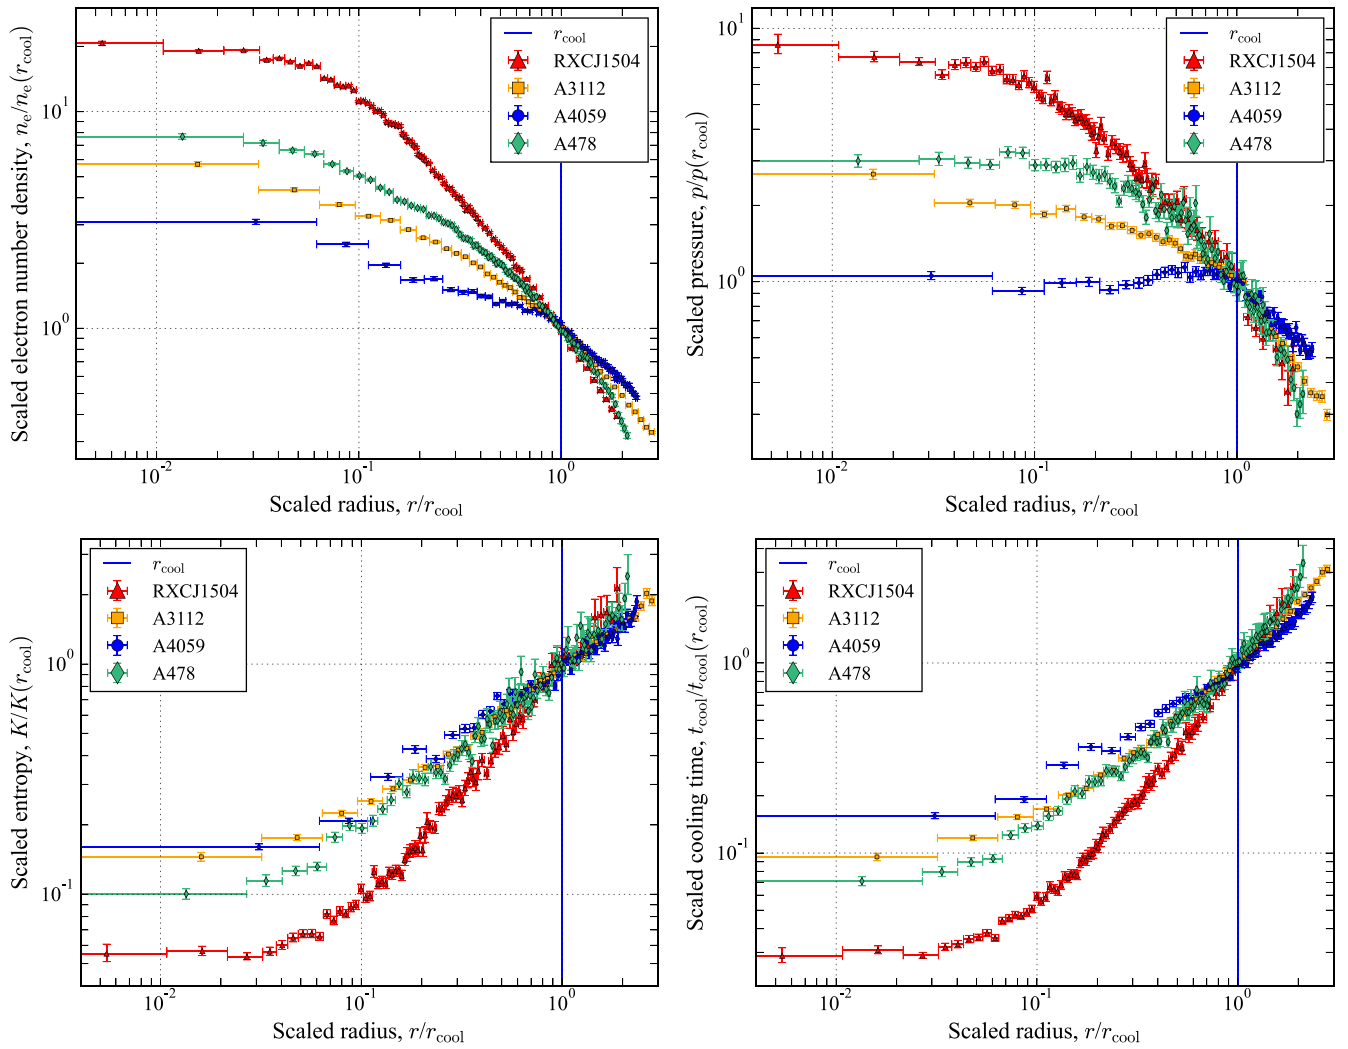 Scaled electron number density, n_e/n_e(r_cool)
10^1
10^0
r_cool
RXCJ1504
A3112
A4059
A478
10^-2
10^-1
10^0
Scaled radius, r/r_cool
Scaled pressure, p/p(r_cool)
10^1
10^0
r_cool
RXCJ1504
A3112
A4059
A478
10^-2
10^-1
10^0
Scaled radius, r/r_cool
Scaled entropy, K/K(r_cool)
10^0
10^-1
r_cool
RXCJ1504
A3112
A4059
A478
10^-2
10^-1
10^0
Scaled radius, r/r_cool
Scaled cooling time, t_cool/t_cool(r_cool)
10^0
10^-1
r_cool
RXCJ1504
A3112
A4059
A478
10^-2
10^-1
10^0
Scaled radius, r/r_cool